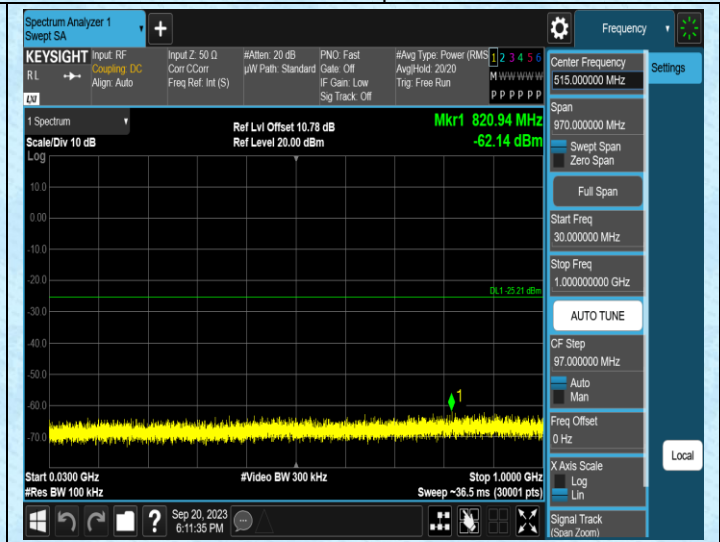 Spectrum Analyzer 1
Swept SA
Frequency
KEYSIGHT
RL
LXI
Input: RF
Coupling: DC
Align: Auto
Input Z: 50 Ω
Corr CCorr
Freq Ref: Int (S)
#Atten: 20 dB
µW Path: Standard
PNO: Fast
Gate: Off
IF Gain: Low
Sig Track: Off
#Avg Type: Power (RMS
Avg|Hold: 20/20
Trig: Free Run
1 2 3 4 5 6
M W W W W W
P P P P P P
1 Spectrum
Scale/Div 10 dB
Log
Ref Lvl Offset 10.78 dB
Ref Level 20.00 dBm
Mkr1 820.94 MHz
-62.14 dBm
10.0
0.00
-10.0
-20.0
DL1 -25.21 dBm
-30.0
-40.0
-50.0
1
-60.0
-70.0
Start 0.0300 GHz
#Res BW 100 kHz
#Video BW 300 kHz
Stop 1.0000 GHz
Sweep ~36.5 ms (30001 pts)
?
Sep 20, 2023
6:11:35 PM
Center Frequency
515.000000 MHz
Span
970.000000 MHz
Swept Span
Zero Span
Full Span
Start Freq
30.000000 MHz
Stop Freq
1.000000000 GHz
AUTO TUNE
CF Step
97.000000 MHz
Auto
Man
Freq Offset
0 Hz
X Axis Scale
Log
Lin
Signal Track
(Span Zoom)
Settings
Local